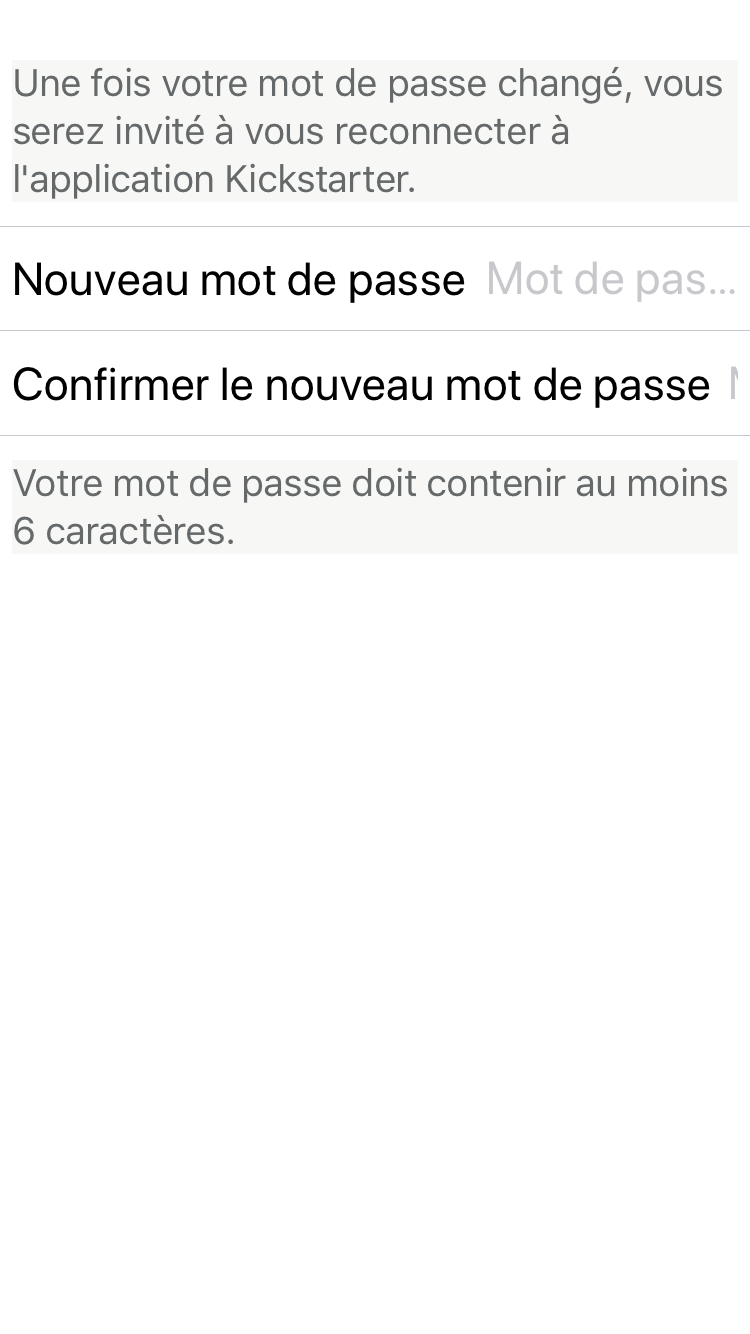 Une fois votre mot de passe changé, vous
serez invité à vous reconnecter à
l'application Kickstarter.
Nouveau mot de passe Mot de pas...
Confirmer le nouveau mot de passe
Votre mot de passe doit contenir au moins
6 caractères.